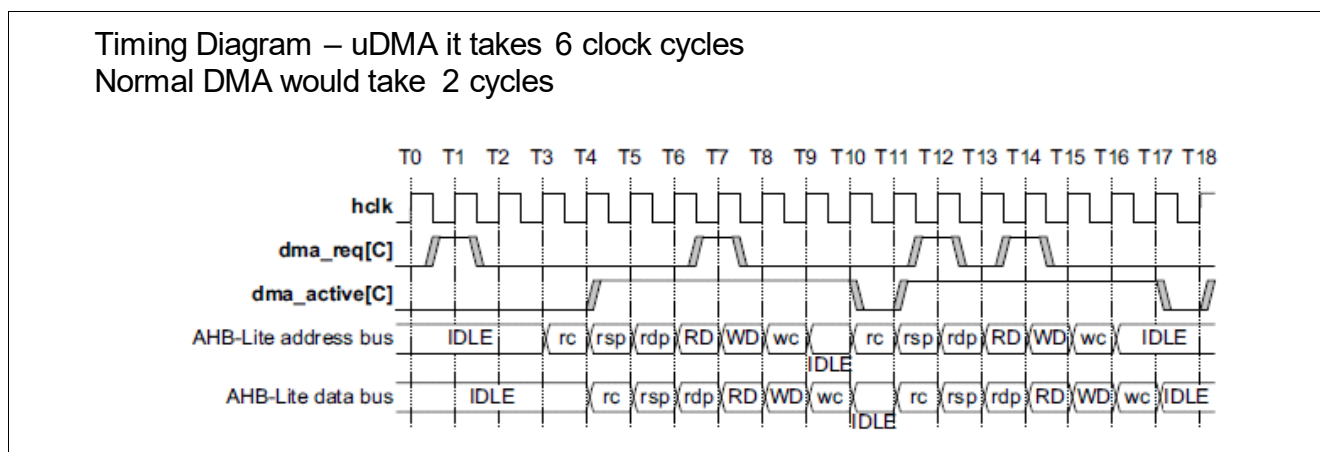 Timing Diagram – uDMA it takes 6 clock cycles
Normal DMA would take 2 cycles
T0 T1 T2 T3 T4 T5 T6 T7 T8 T9 T10 T11 T12 T13 T14 T15 T16 T17 T18
hclk
dma_req[C]
dma_active[C]
AHB-Lite address bus IDLE rc rsp rdp RD WD wc IDLE rc rsp rdp RD WD wc IDLE
AHB-Lite data bus IDLE rc rsp rdp RD WD wc IDLE rc rsp rdp RD WD wc IDLE